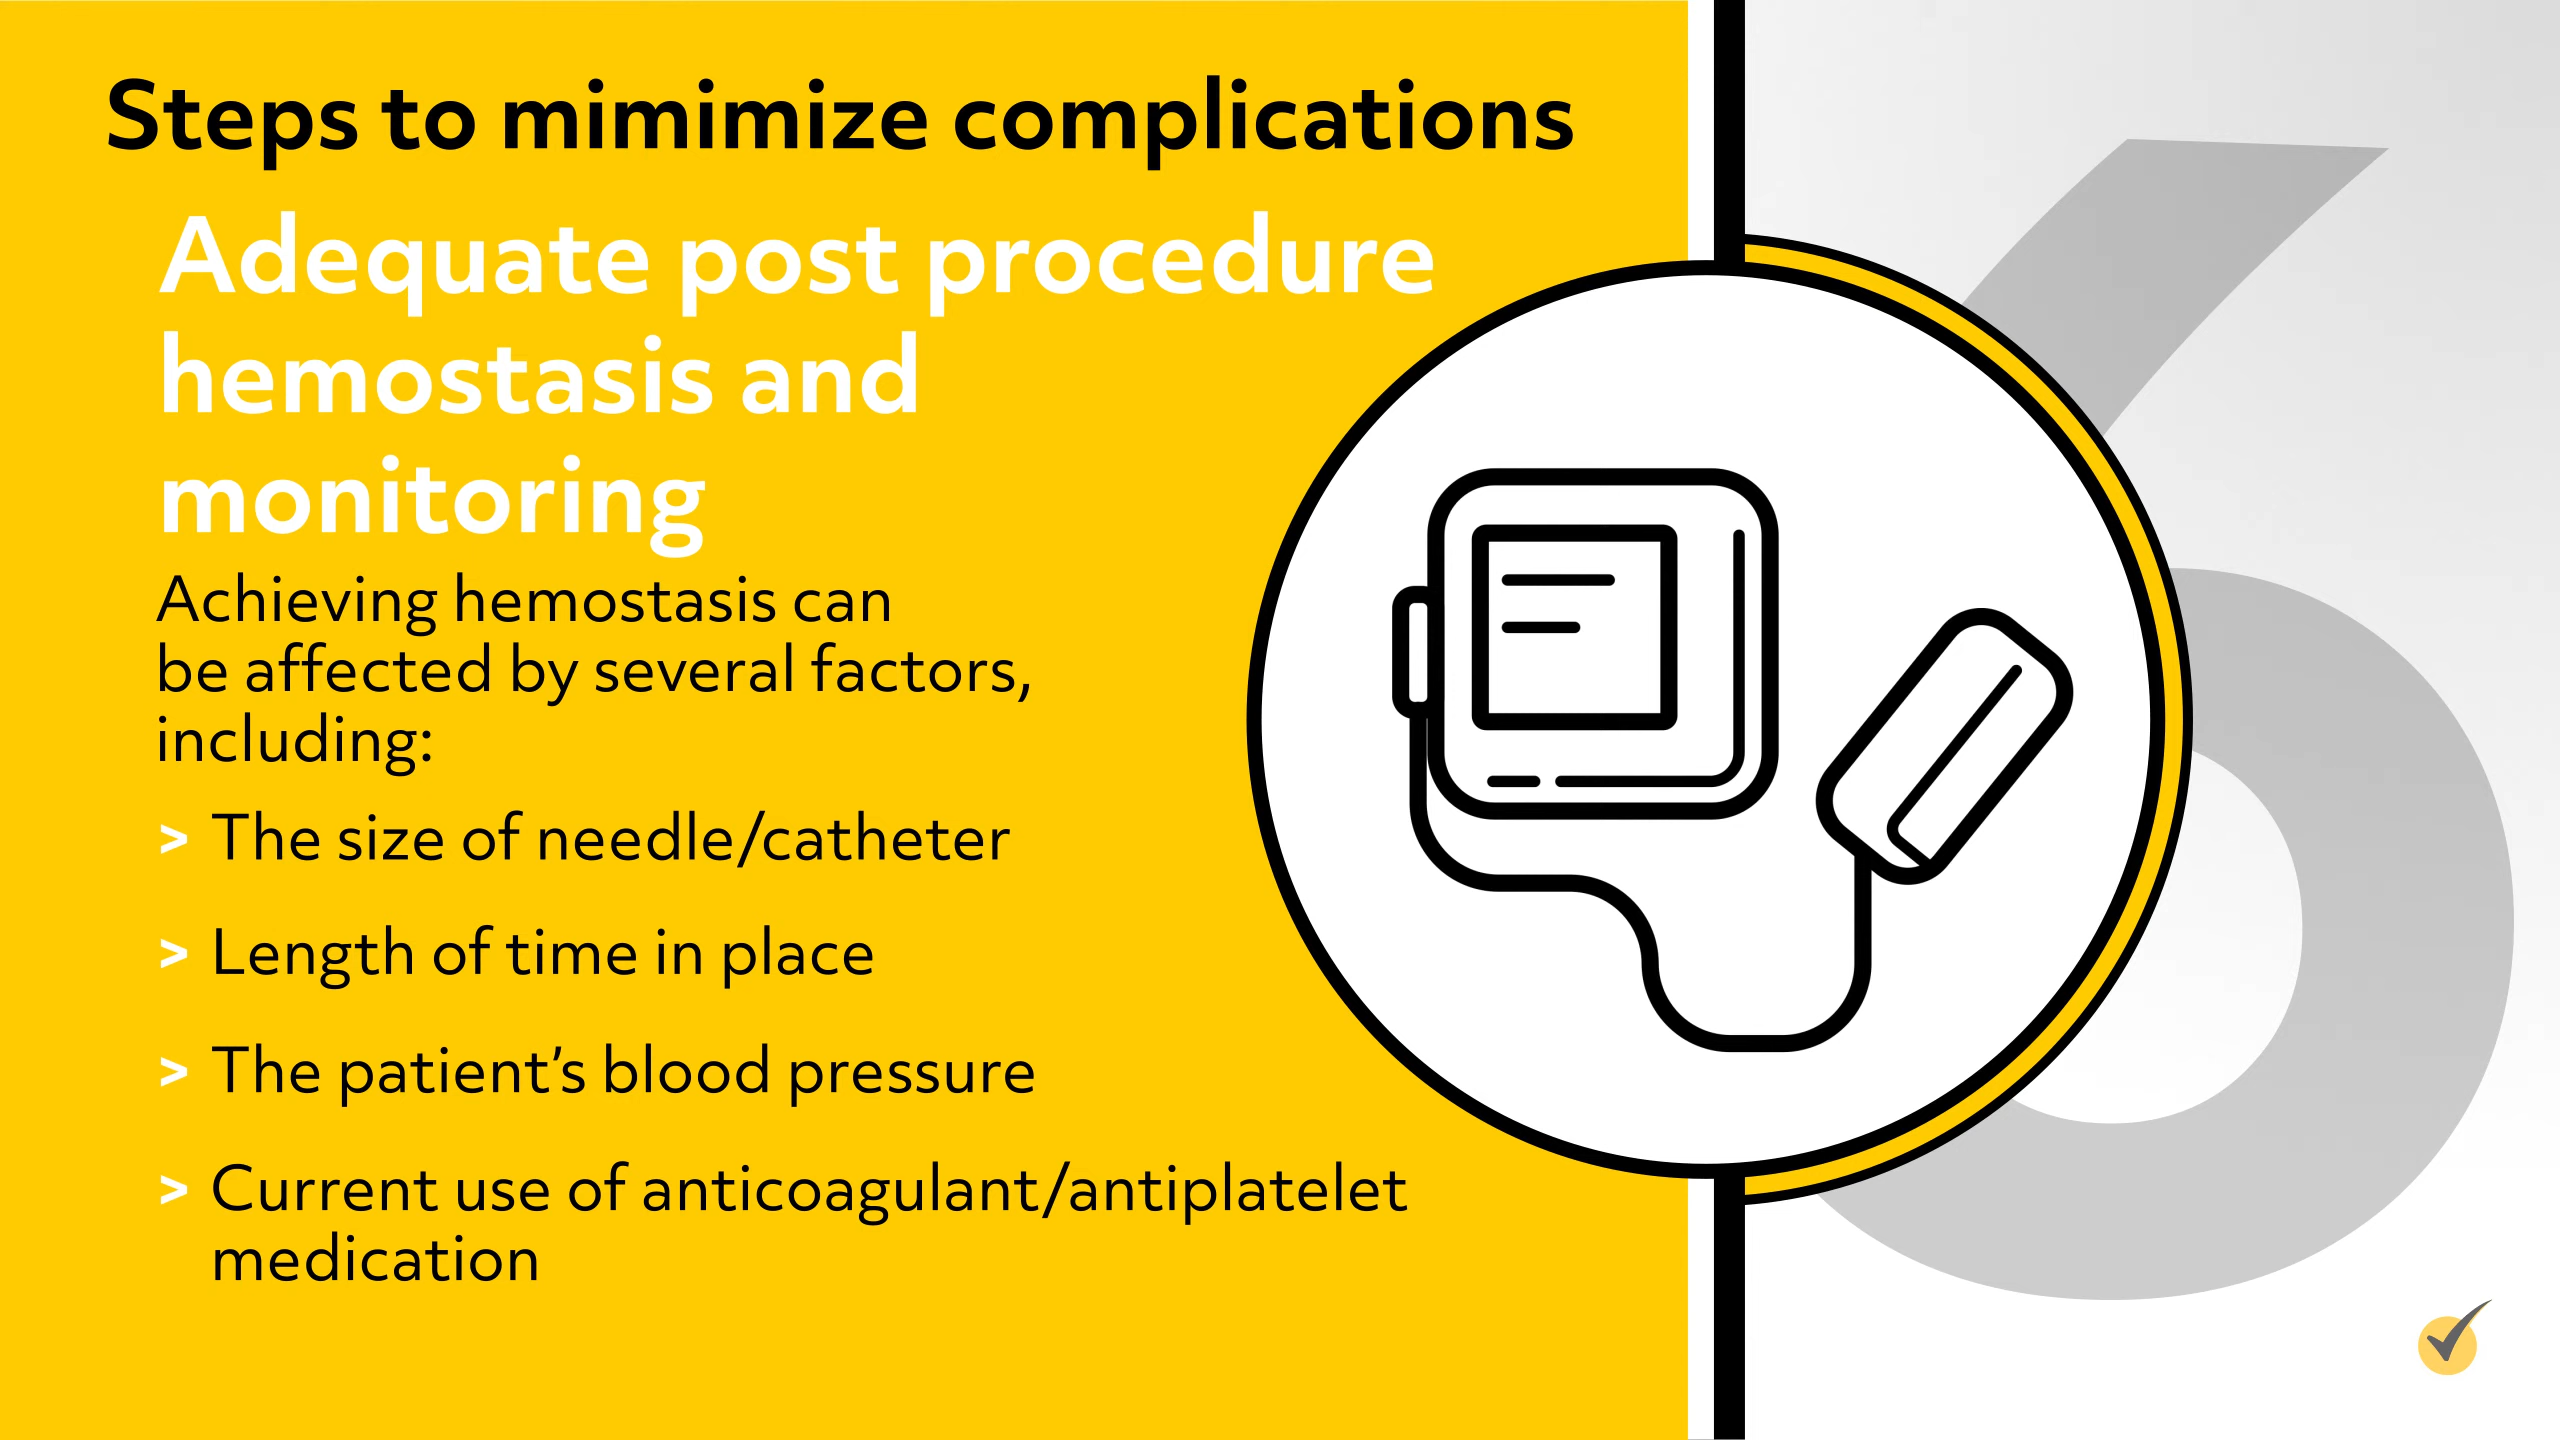 Steps to mimimize complications
Adequate post procedure
hemostasis and
monitoring
Achieving hemostasis can
be affected by several factors,
including:
> The size of needle/catheter
> Length of time in place
> The patient’s blood pressure
> Current use of anticoagulant/antiplatelet
medication
6